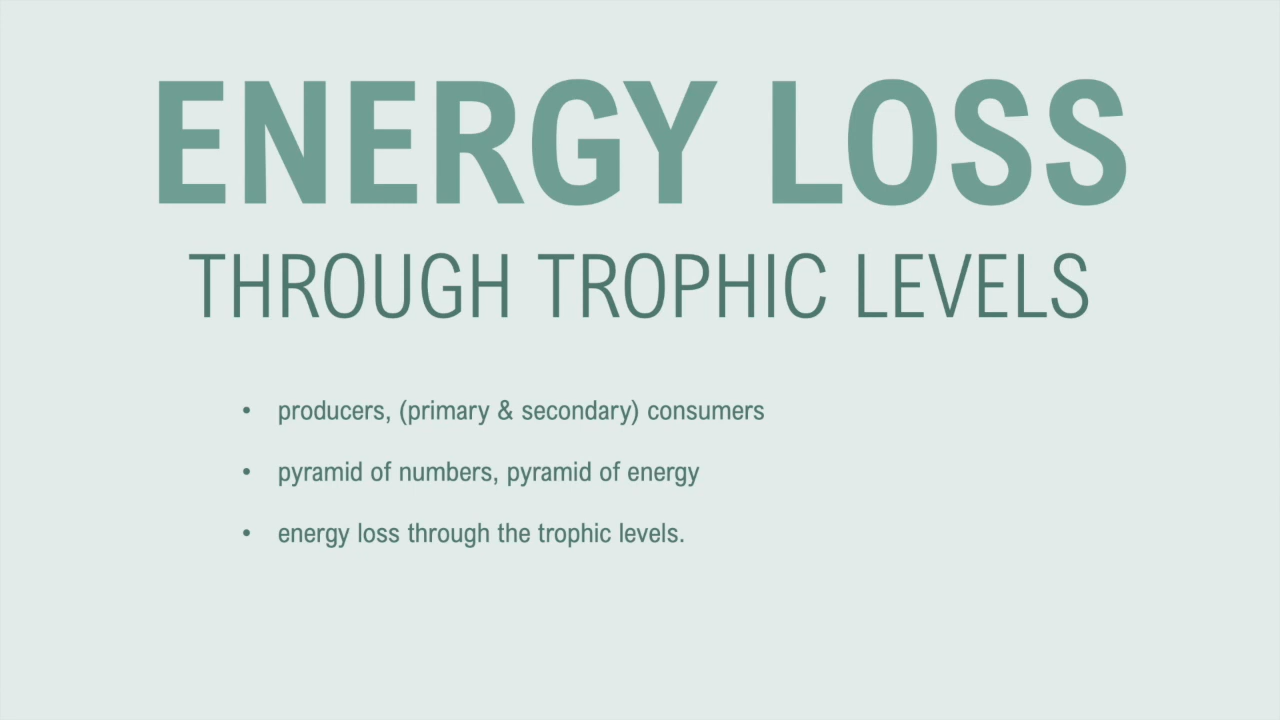 ENERGY LOSS
THROUGH TROPHIC LEVELS
• producers, (primary & secondary) consumers
• pyramid of numbers, pyramid of energy
• energy loss through the trophic levels.